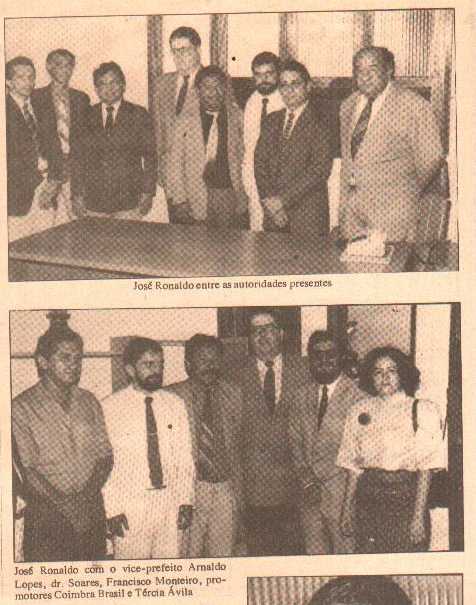 José Ronaldo entre as autoridades presentes
José Ronaldo com o vice-prefeito Arnaldo
Lopes, dr. Soares, Francisco Monteiro, pro-
motores Coimbra Brasil e Tércia Ávila